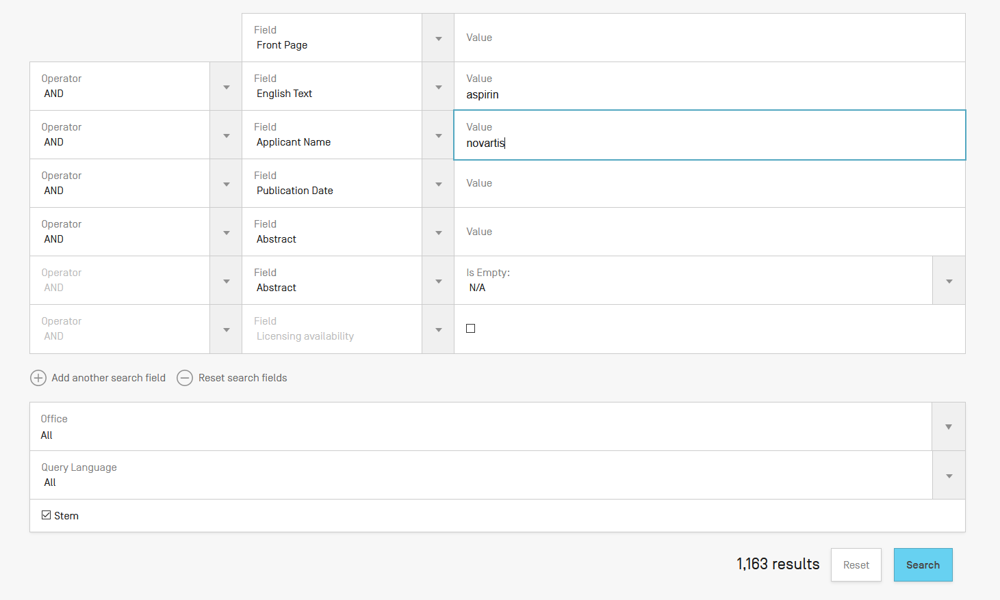 Field
Front Page
Value
Operator
AND
Field
English Text
Value
aspirin
Operator
AND
Field
Applicant Name
Value
novartis
Operator
AND
Field
Publication Date
Value
Operator
AND
Field
Abstract
Value
Operator
AND
Field
Abstract
Is Empty:
N/A
Operator
AND
Field
Licensing availability
Add another search field
Reset search fields
Office
All
Query Language
All
Stem
1,163 results
Reset
Search